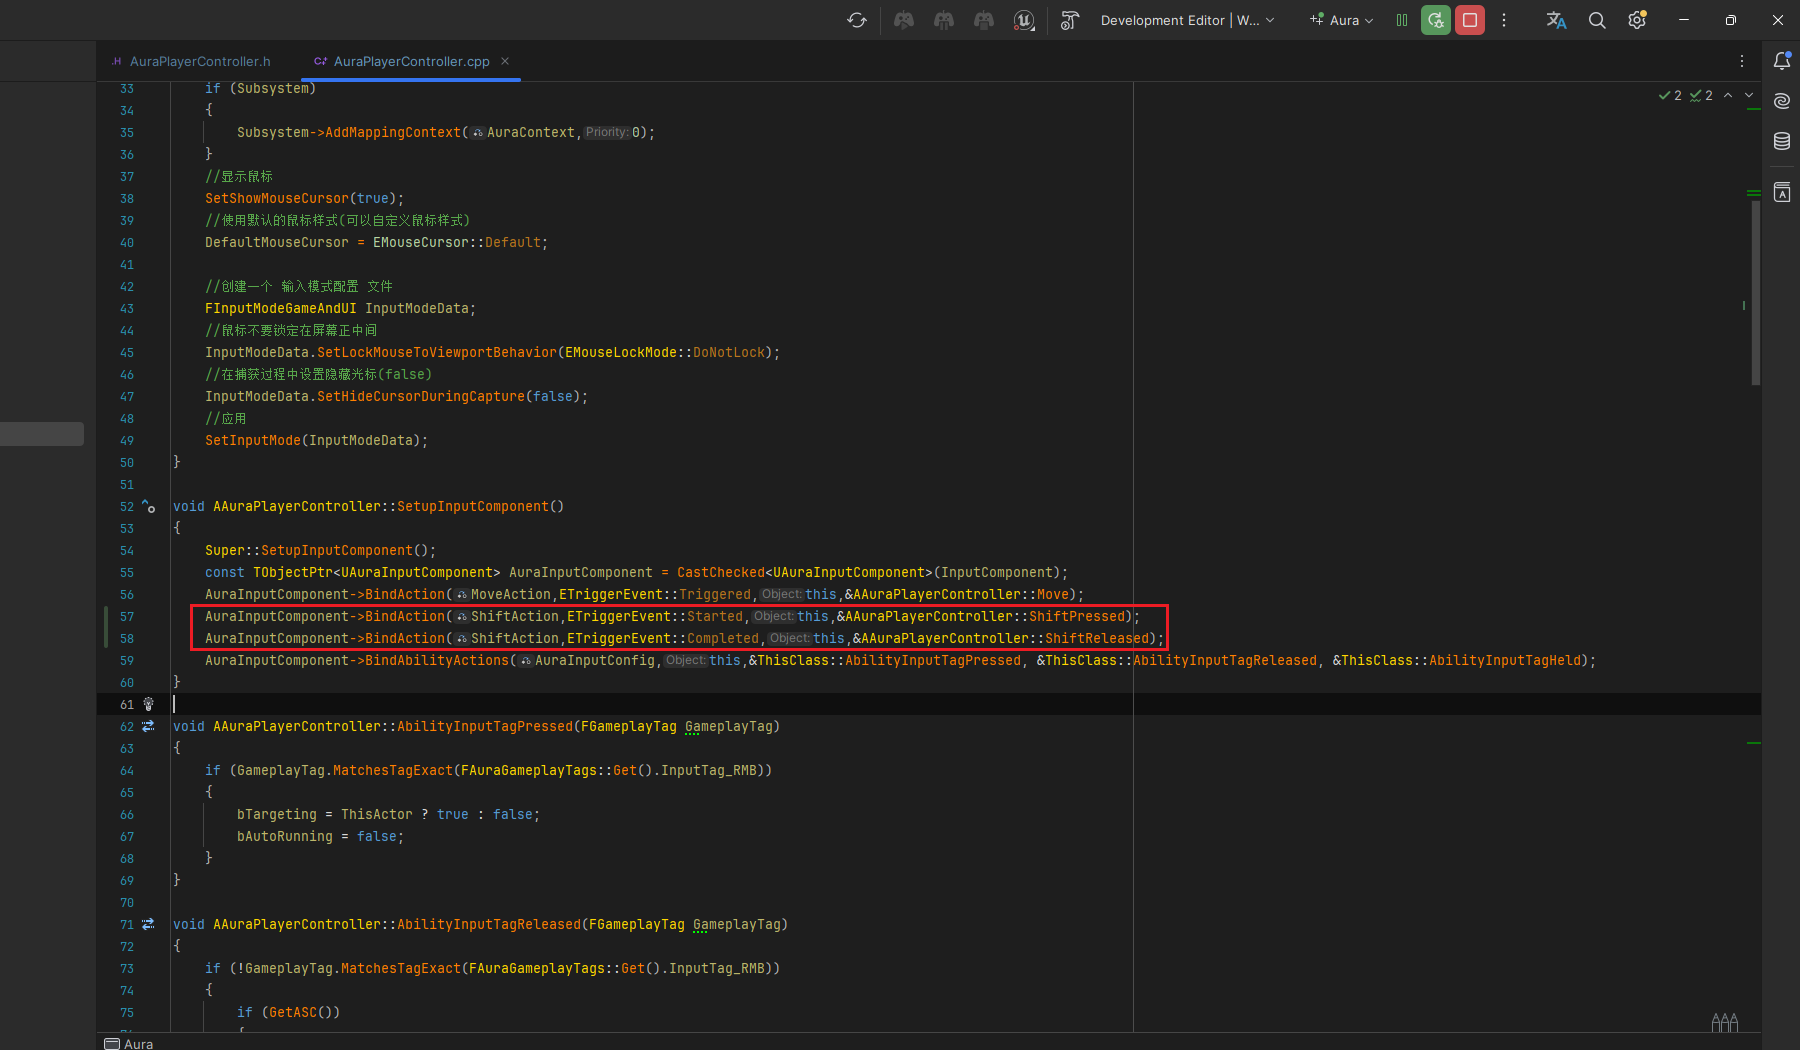 Development Editor | W...
Aura
AuraPlayerController.h
AuraPlayerController.cpp
2 2
33 if (Subsystem)
34 {
35 Subsystem->AddMappingContext(AuraContext, Priority: 0);
36 }
37 //显示鼠标
38 SetShowMouseCursor(true);
39 //使用默认的鼠标样式(可以自定义鼠标样式)
40 DefaultMouseCursor = EMouseCursor::Default;
41
42 //创建一个 输入模式配置 文件
43 FInputModeGameAndUI InputModeData;
44 //鼠标不要锁定在屏幕正中间
45 InputModeData.SetLockMouseToViewportBehavior(EMouseLockMode::DoNotLock);
46 //在捕获过程中设置隐藏光标(false)
47 InputModeData.SetHideCursorDuringCapture(false);
48 //应用
49 SetInputMode(InputModeData);
50 }
51
52 void AAuraPlayerController::SetupInputComponent()
53 {
54 Super::SetupInputComponent();
55 const TObjectPtr<UAuraInputComponent> AuraInputComponent = CastChecked<UAuraInputComponent>(InputComponent);
56 AuraInputComponent->BindAction(MoveAction,ETriggerEvent::Triggered, Object: this,&AAuraPlayerController::Move);
57 AuraInputComponent->BindAction(ShiftAction,ETriggerEvent::Started, Object: this,&AAuraPlayerController::ShiftPressed);
58 AuraInputComponent->BindAction(ShiftAction,ETriggerEvent::Completed, Object: this,&AAuraPlayerController::ShiftReleased);
59 AuraInputComponent->BindAbilityActions(AuraInputConfig, Object: this,&ThisClass::AbilityInputTagPressed, &ThisClass::AbilityInputTagReleased, &ThisClass::AbilityInputTagHeld);
60 }
61
62 void AAuraPlayerController::AbilityInputTagPressed(FGameplayTag GameplayTag)
63 {
64 if (GameplayTag.MatchesTagExact(FAuraGameplayTags::Get().InputTag_RMB))
65 {
66 bTargeting = ThisActor ? true : false;
67 bAutoRunning = false;
68 }
69 }
70
71 void AAuraPlayerController::AbilityInputTagReleased(FGameplayTag GameplayTag)
72 {
73 if (!GameplayTag.MatchesTagExact(FAuraGameplayTags::Get().InputTag_RMB))
74 {
75 if (GetASC())
Aura